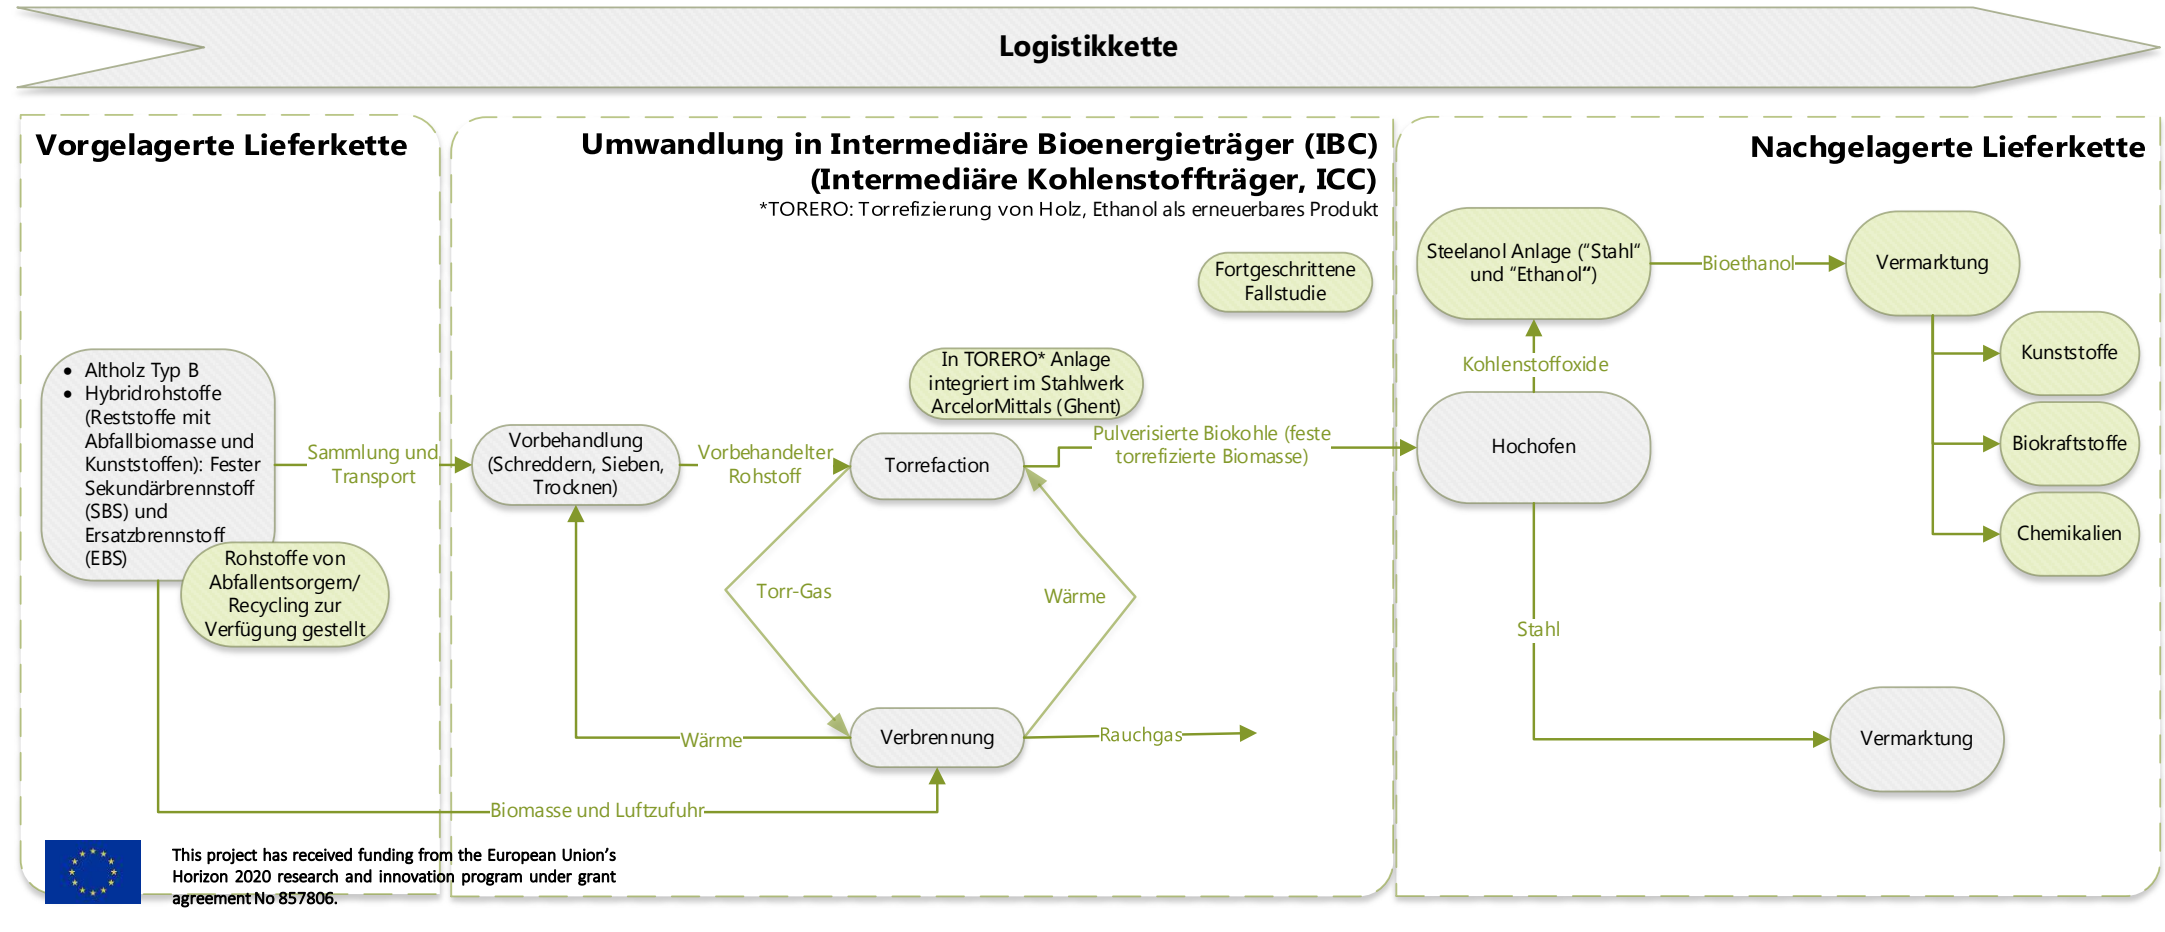 Logistikkette
Vorgelagerte Lieferkette
Umwandlung in Intermediäre Bioenergieträger (IBC)
(Intermediäre Kohlenstoffträger, ICC)
*TORERO: Torrefizierung von Holz, Ethanol als erneuerbares Produkt
Nachgelagerte Lieferkette
Fortgeschrittene
Fallstudie
Steelanol Anlage (“Stahl“
und “Ethanol“)
Bioethanol
Vermarktung
Kunststoffe
Biokraftstoffe
Chemikalien
Kohlenstoffoxide
Hochofen
Stahl
Vermarktung
In TORERO* Anlage
integriert im Stahlwerk
ArcelorMittals (Ghent)
• Altholz Typ B
• Hybridrohstoffe
(Reststoffe mit
Abfallbiomasse und
Kunststoffen): Fester
Sekundärbrennstoff
(SBS) und
Ersatzbrennstoff
(EBS)
Rohstoffe von
Abfallentsorgern/
Recycling zur
Verfügung gestellt
Sammlung und
Transport
Vorbehandlung
(Schreddern, Sieben,
Trocknen)
Vorbehandelter
Rohstoff
Torrefaction
Pulverisierte Biokohle (feste
torrefizierte Biomasse)
Torr-Gas
Wärme
Wärme
Verbrennung
Rauchgas
Biomasse und Luftzufuhr
This project has received funding from the European Union’s
Horizon 2020 research and innovation program under grant
agreement No 857806.